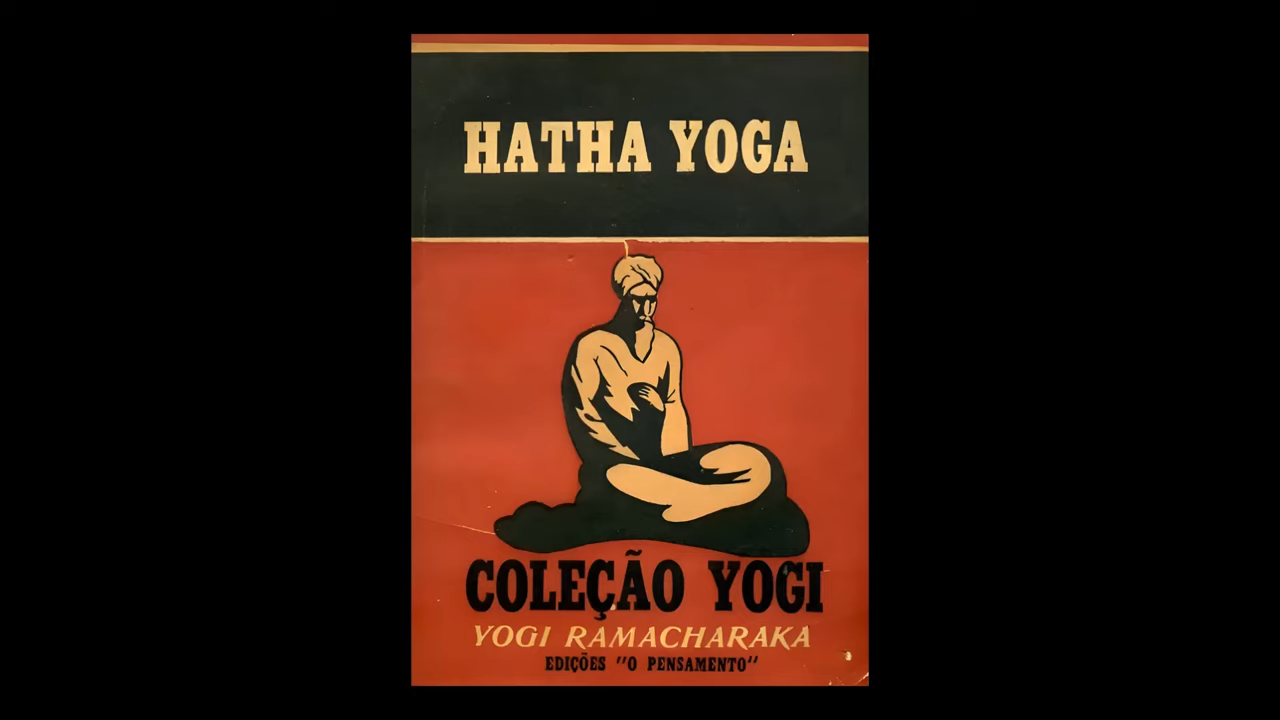 HATHA YOGA
COLEÇÃO YOGI
YOGI RAMACHARAKA
EDIÇÕES "O PENSAMENTO"